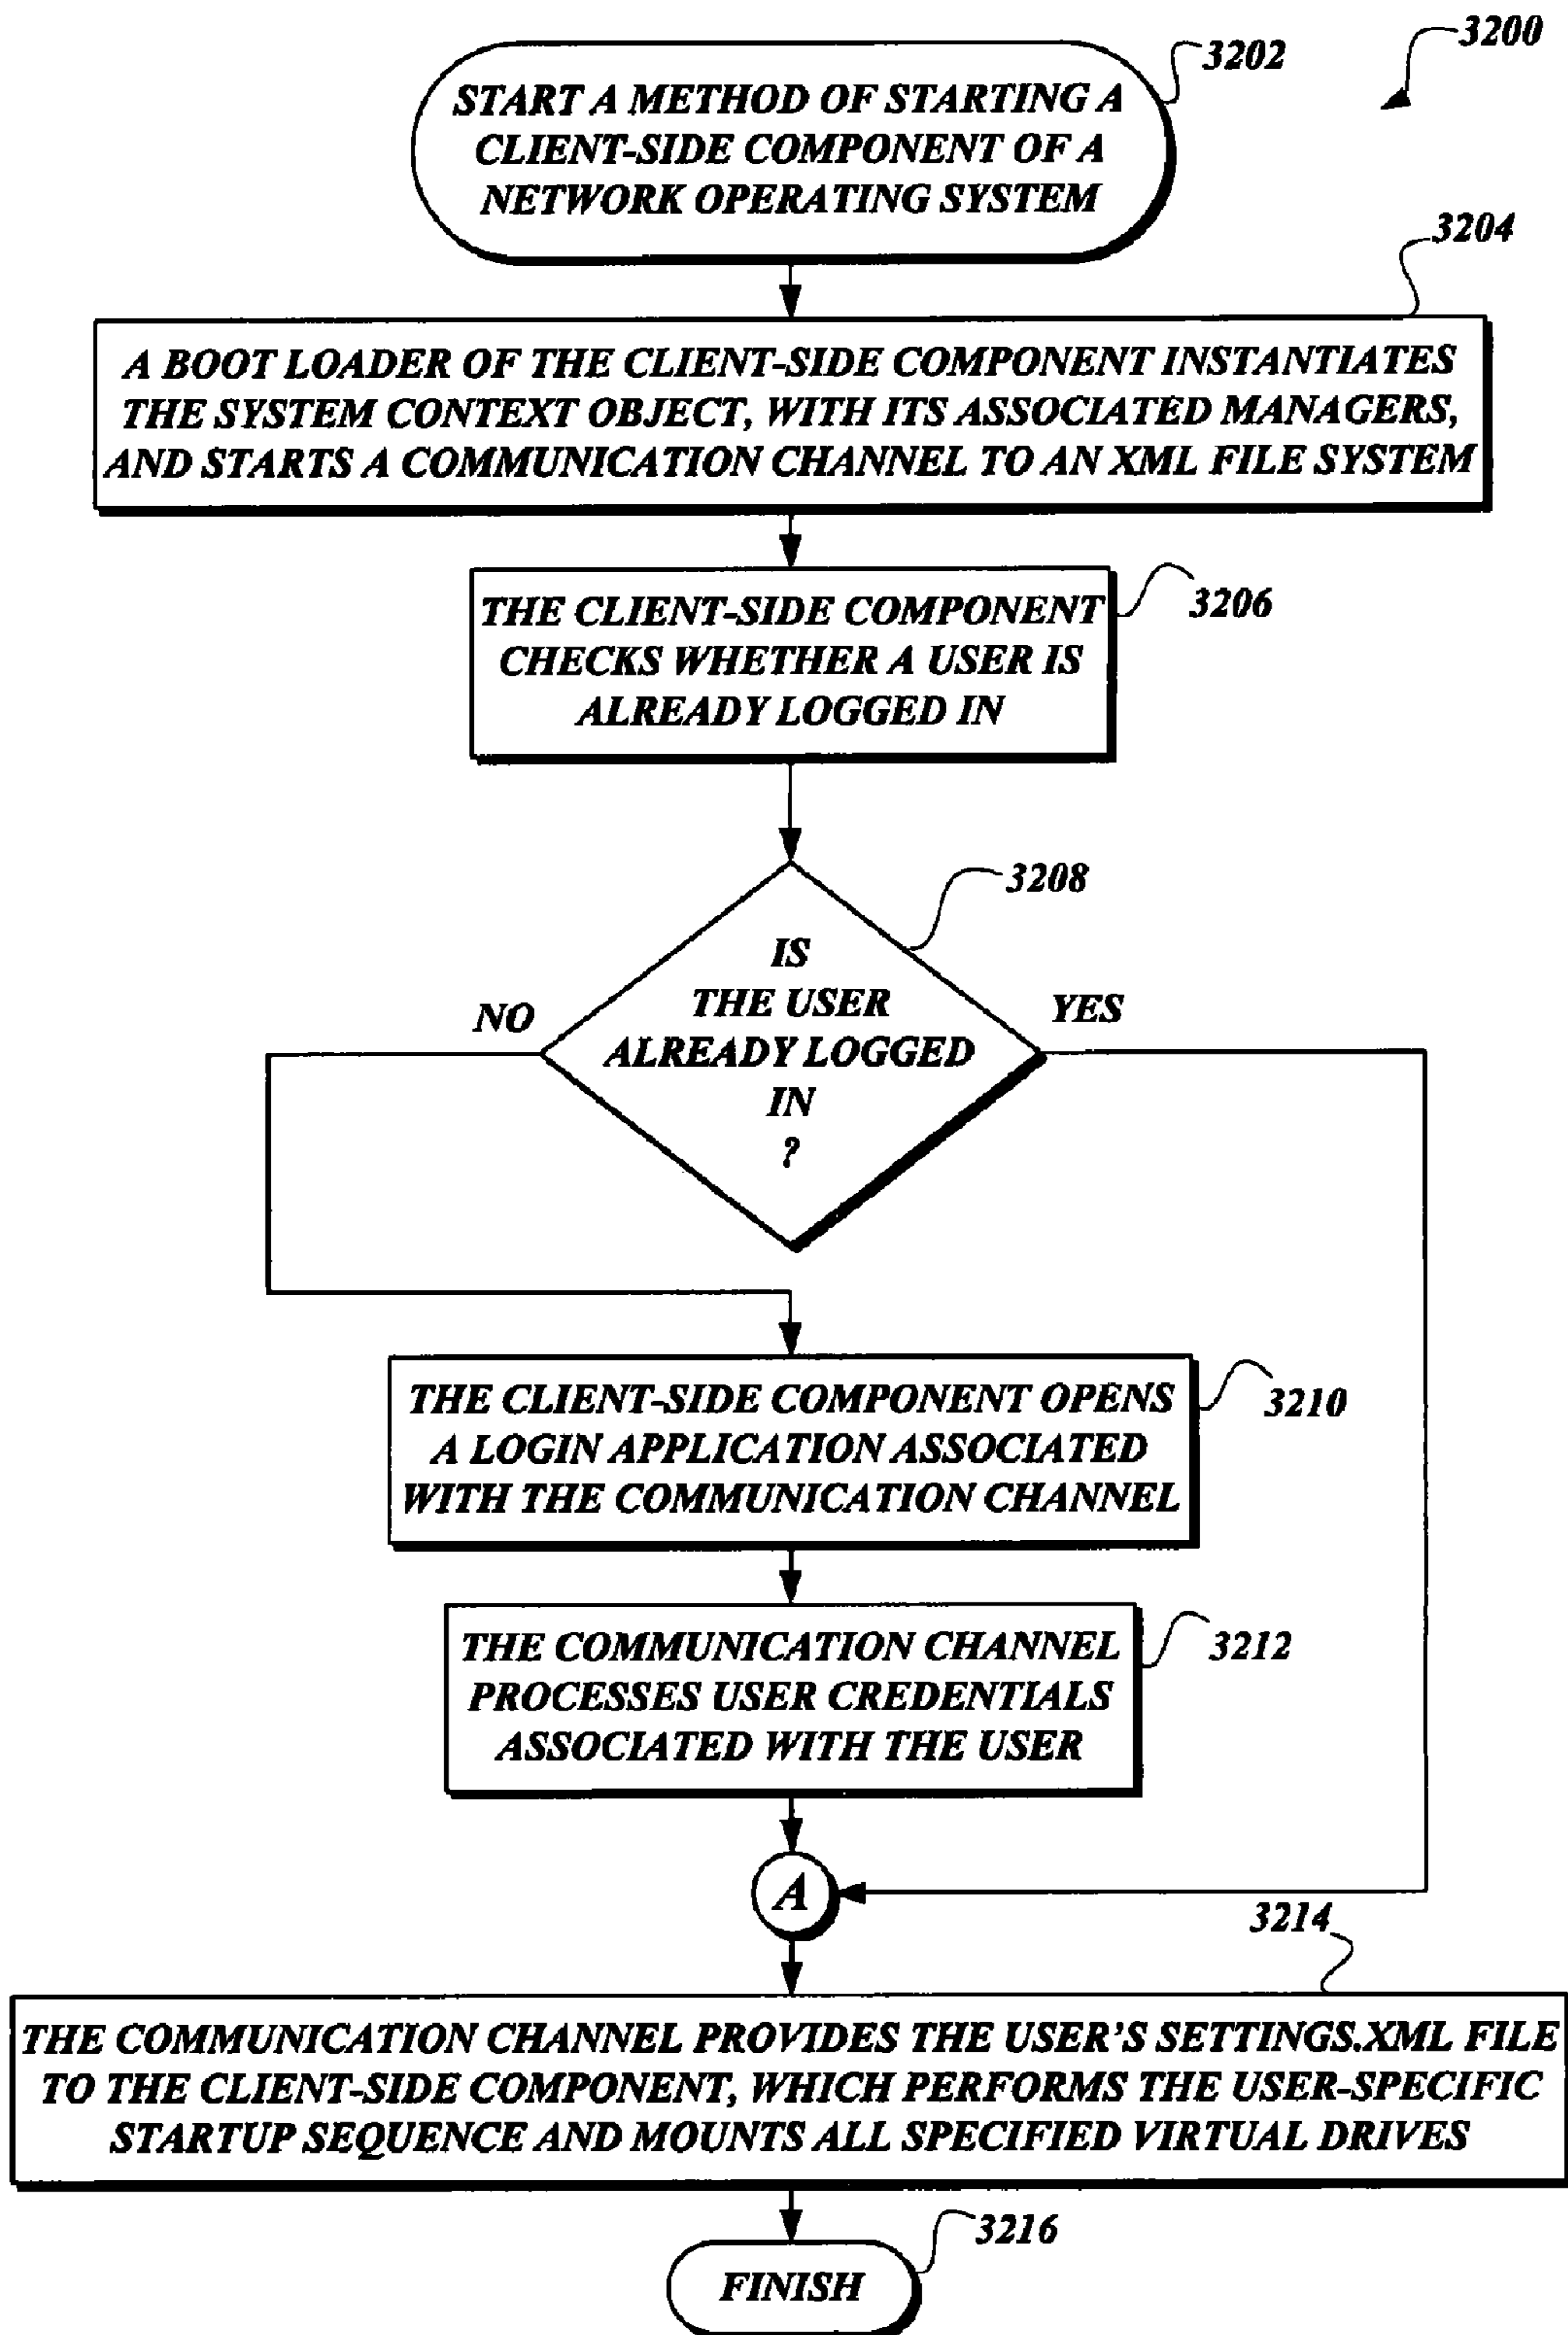 3200
3202
START A METHOD OF STARTING A
CLIENT-SIDE COMPONENT OF A
NETWORK OPERATING SYSTEM
3204
A BOOT LOADER OF THE CLIENT-SIDE COMPONENT INSTANTIATES
THE SYSTEM CONTEXT OBJECT, WITH ITS ASSOCIATED MANAGERS,
AND STARTS A COMMUNICATION CHANNEL TO AN XML FILE SYSTEM
3206
THE CLIENT-SIDE COMPONENT
CHECKS WHETHER A USER IS
ALREADY LOGGED IN
3208
IS
THE USER
ALREADY LOGGED
IN
?
NO
YES
3210
THE CLIENT-SIDE COMPONENT OPENS
A LOGIN APPLICATION ASSOCIATED
WITH THE COMMUNICATION CHANNEL
3212
THE COMMUNICATION CHANNEL
PROCESSES USER CREDENTIALS
ASSOCIATED WITH THE USER
A
3214
THE COMMUNICATION CHANNEL PROVIDES THE USER'S SETTINGS.XML FILE
TO THE CLIENT-SIDE COMPONENT, WHICH PERFORMS THE USER-SPECIFIC
STARTUP SEQUENCE AND MOUNTS ALL SPECIFIED VIRTUAL DRIVES
3216
FINISH